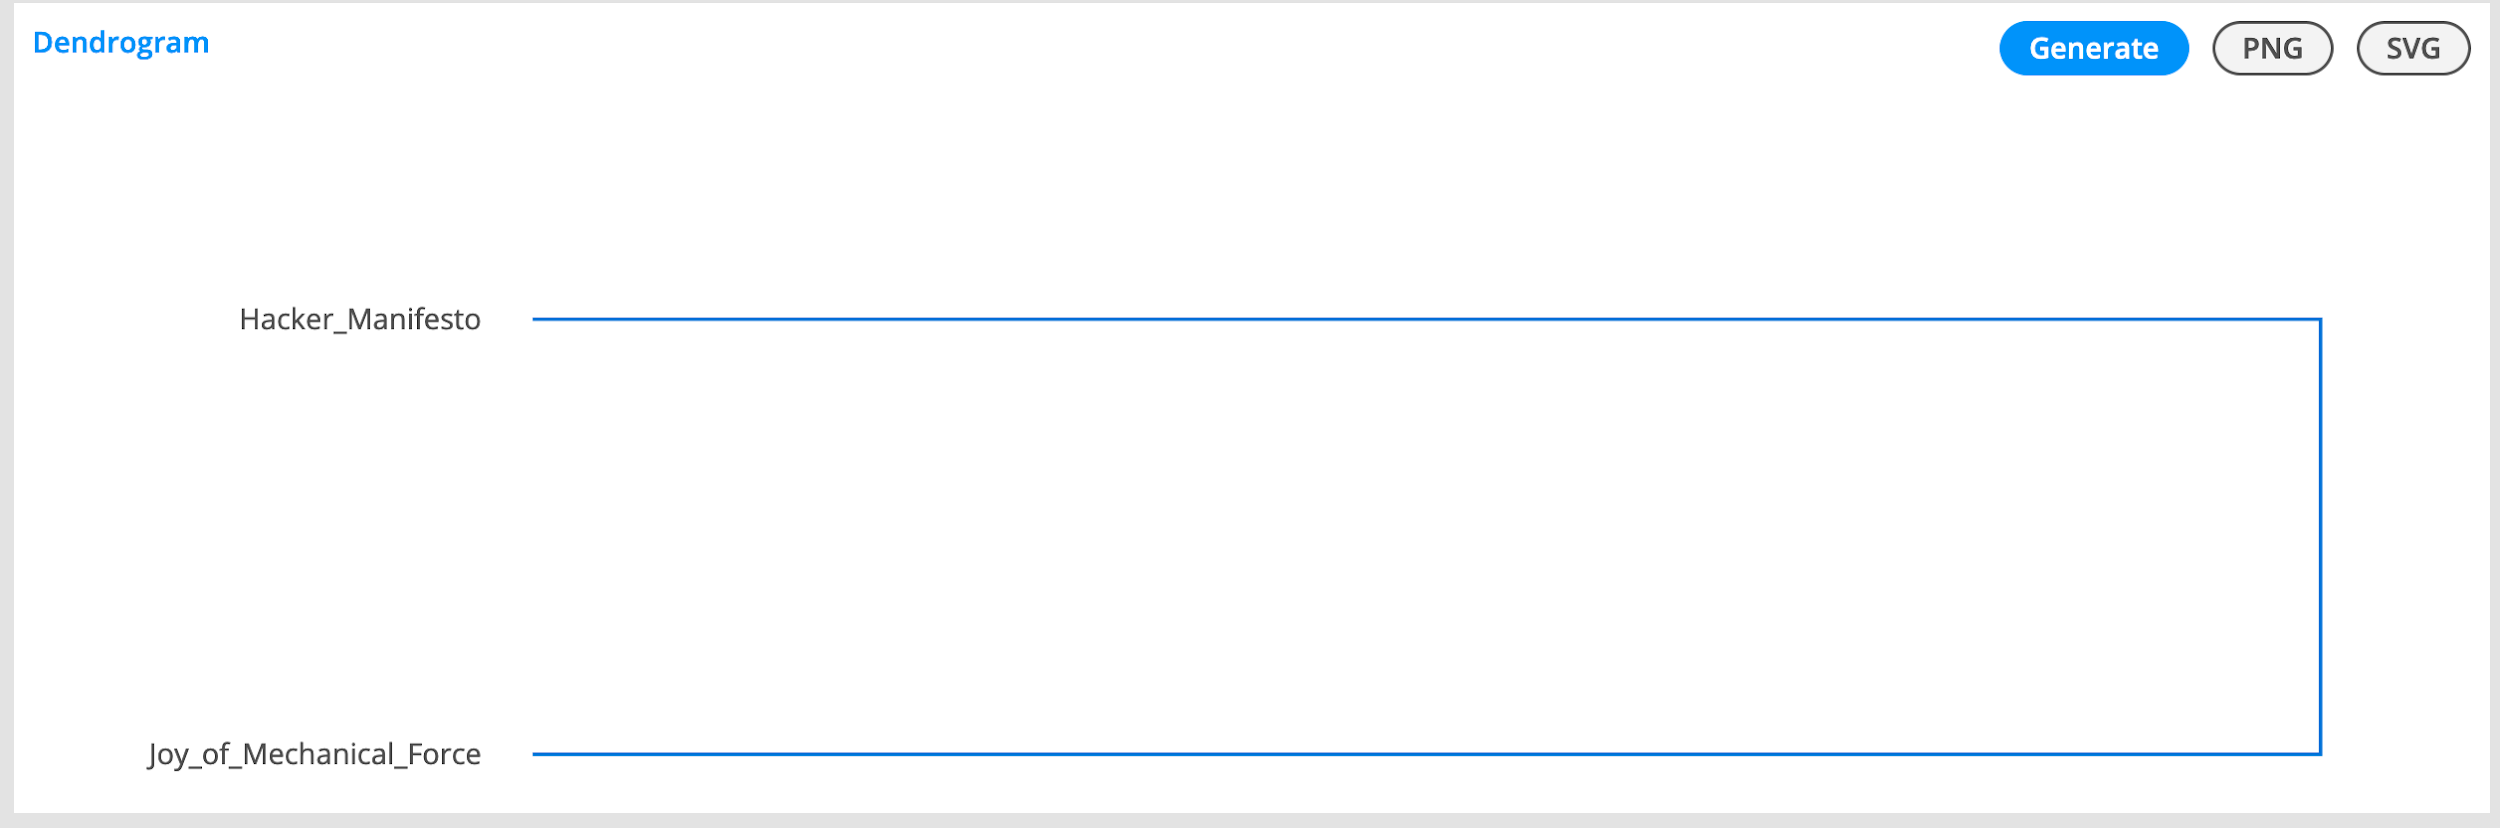 Dendrogram
Generate PNG SVG
Hacker_Manifesto
Joy_of_Mechanical_Force